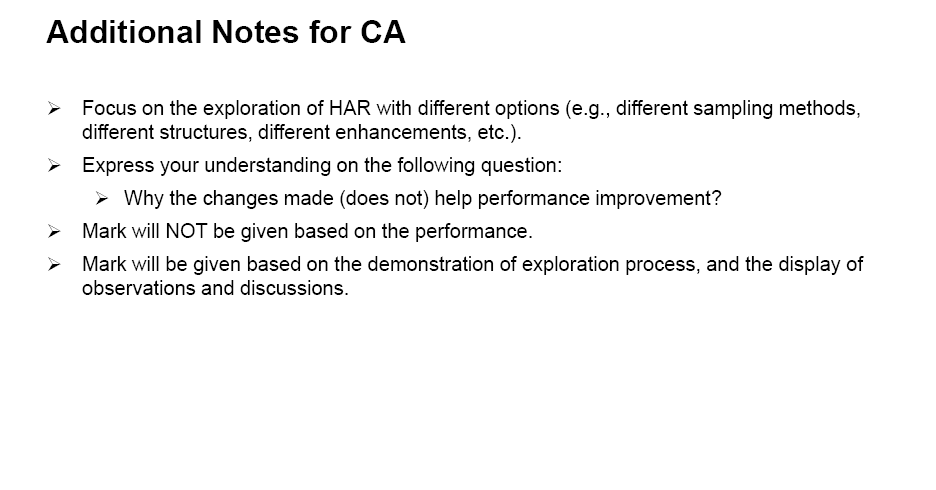 Additional Notes for CA
➢ Focus on the exploration of HAR with different options (e.g., different sampling methods,
different structures, different enhancements, etc.).
➢ Express your understanding on the following question:
➢ Why the changes made (does not) help performance improvement?
➢ Mark will NOT be given based on the performance.
➢ Mark will be given based on the demonstration of exploration process, and the display of
observations and discussions.